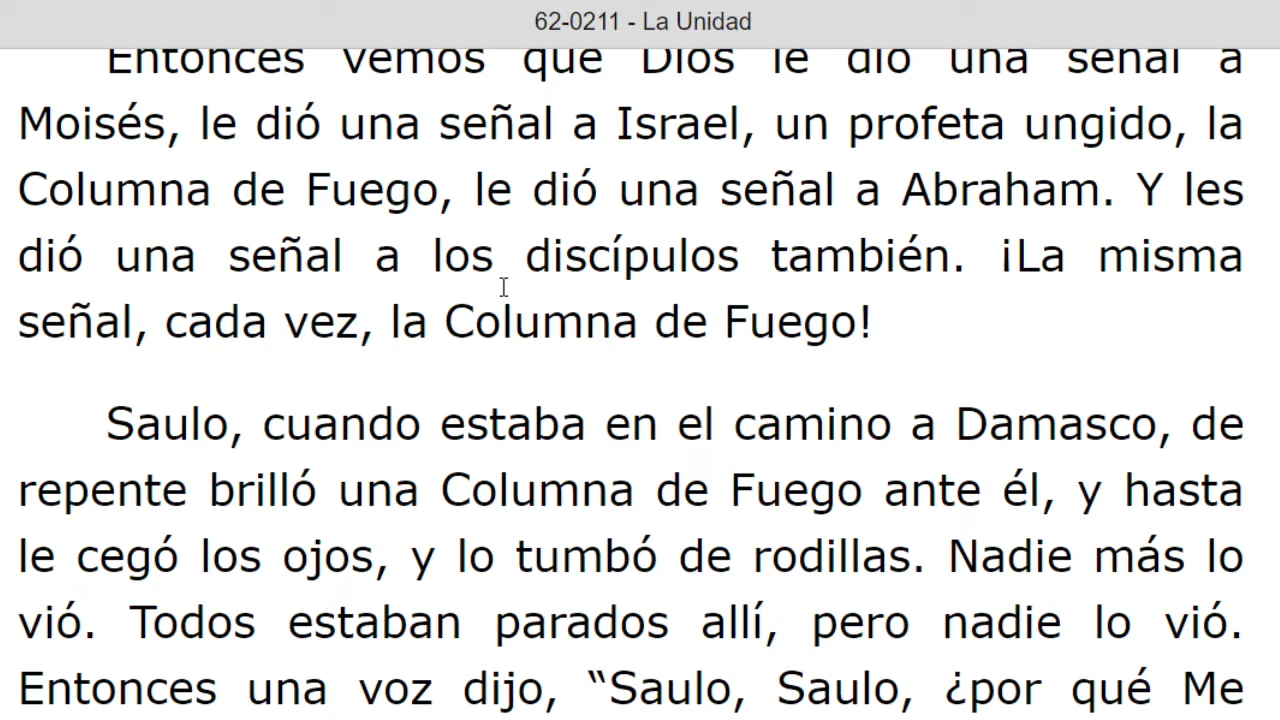 62-0211 - La Unidad
Entonces vemos que Dios le dió una señal a
Moisés, le dió una señal a Israel, un profeta ungido, la
Columna de Fuego, le dió una señal a Abraham. Y les
dió una señal a los discípulos también. ¡La misma
señal, cada vez, la Columna de Fuego!
Saulo, cuando estaba en el camino a Damasco, de
repente brilló una Columna de Fuego ante él, y hasta
le cegó los ojos, y lo tumbó de rodillas. Nadie más lo
vió. Todos estaban parados allí, pero nadie lo vió.
Entonces una voz dijo, “Saulo, Saulo, ¿por qué Me